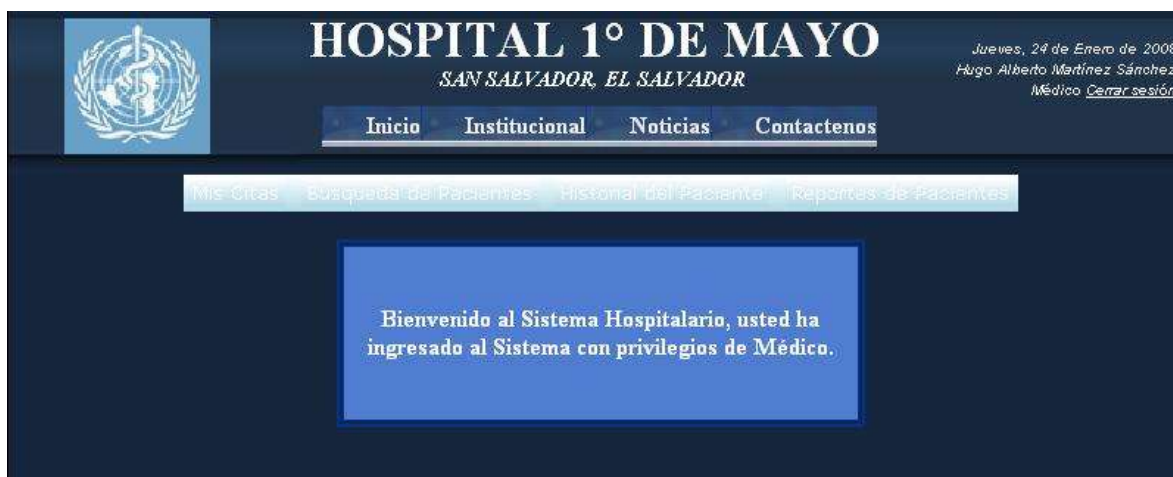 HOSPITAL 1° DE MAYO
SAN SALVADOR, EL SALVADOR
Jueves, 24 de Enero de 2008
Hugo Alberto Martínez Sánchez
Médico Cerrar sesión
Inicio Institucional Noticias Contactenos
Mis Citas Busqueda de Pacientes Historial del Paciente Reportes de Pacientes
Bienvenido al Sistema Hospitalario, usted ha
ingresado al Sistema con privilegios de Médico.